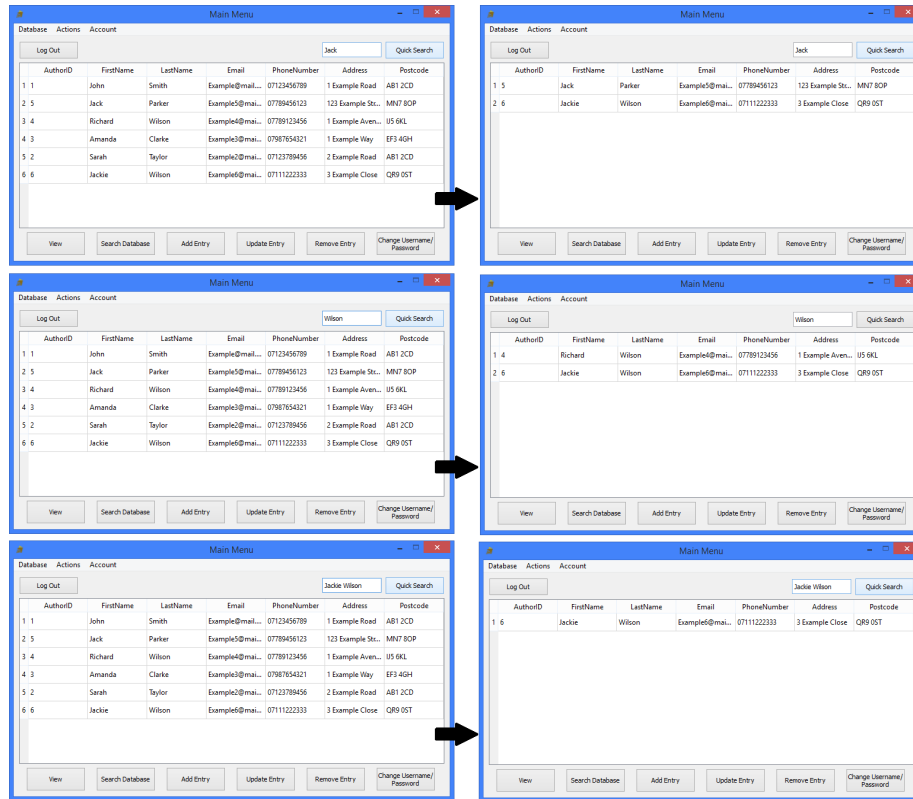 Main Menu
Database Actions Account
Log Out Jack Quick Search
AuthorID FirstName LastName Email PhoneNumber Address Postcode
1 1 John Smith Example@mail.... 07123456789 1 Example Road AB1 2CD
2 5 Jack Parker Example5@mai... 07789456123 123 Example Str... MN7 8OP
3 4 Richard Wilson Example4@mai... 07789123456 1 Example Aven... IJ5 6KL
4 3 Amanda Clarke Example3@mai... 07987654321 1 Example Way EF3 4GH
5 2 Sarah Taylor Example2@mai... 07123789456 2 Example Road AB1 2CD
6 6 Jackie Wilson Example6@mai... 07111222333 3 Example Close QR9 0ST
View Search Database Add Entry Update Entry Remove Entry Change Username/
Password
Main Menu
Database Actions Account
Log Out Jack Quick Search
AuthorID FirstName LastName Email PhoneNumber Address Postcode
1 5 Jack Parker Example5@mai... 07789456123 123 Example Str... MN7 8OP
2 6 Jackie Wilson Example6@mai... 07111222333 3 Example Close QR9 0ST
View Search Database Add Entry Update Entry Remove Entry Change Username/
Password
Main Menu
Database Actions Account
Log Out Wilson Quick Search
AuthorID FirstName LastName Email PhoneNumber Address Postcode
1 1 John Smith Example@mail.... 07123456789 1 Example Road AB1 2CD
2 5 Jack Parker Example5@mai... 07789456123 123 Example Str... MN7 8OP
3 4 Richard Wilson Example4@mai... 07789123456 1 Example Aven... IJ5 6KL
4 3 Amanda Clarke Example3@mai... 07987654321 1 Example Way EF3 4GH
5 2 Sarah Taylor Example2@mai... 07123789456 2 Example Road AB1 2CD
6 6 Jackie Wilson Example6@mai... 07111222333 3 Example Close QR9 0ST
View Search Database Add Entry Update Entry Remove Entry Change Username/
Password
Main Menu
Database Actions Account
Log Out Wilson Quick Search
AuthorID FirstName LastName Email PhoneNumber Address Postcode
1 4 Richard Wilson Example4@mai... 07789123456 1 Example Aven... IJ5 6KL
2 6 Jackie Wilson Example6@mai... 07111222333 3 Example Close QR9 0ST
View Search Database Add Entry Update Entry Remove Entry Change Username/
Password
Main Menu
Database Actions Account
Log Out Jackie Wilson Quick Search
AuthorID FirstName LastName Email PhoneNumber Address Postcode
1 1 John Smith Example@mail.... 07123456789 1 Example Road AB1 2CD
2 5 Jack Parker Example5@mai... 07789456123 123 Example Str... MN7 8OP
3 4 Richard Wilson Example4@mai... 07789123456 1 Example Aven... IJ5 6KL
4 3 Amanda Clarke Example3@mai... 07987654321 1 Example Way EF3 4GH
5 2 Sarah Taylor Example2@mai... 07123789456 2 Example Road AB1 2CD
6 6 Jackie Wilson Example6@mai... 07111222333 3 Example Close QR9 0ST
View Search Database Add Entry Update Entry Remove Entry Change Username/
Password
Main Menu
Database Actions Account
Log Out Jackie Wilson Quick Search
AuthorID FirstName LastName Email PhoneNumber Address Postcode
1 6 Jackie Wilson Example6@mai... 07111222333 3 Example Close QR9 0ST
View Search Database Add Entry Update Entry Remove Entry Change Username/
Password